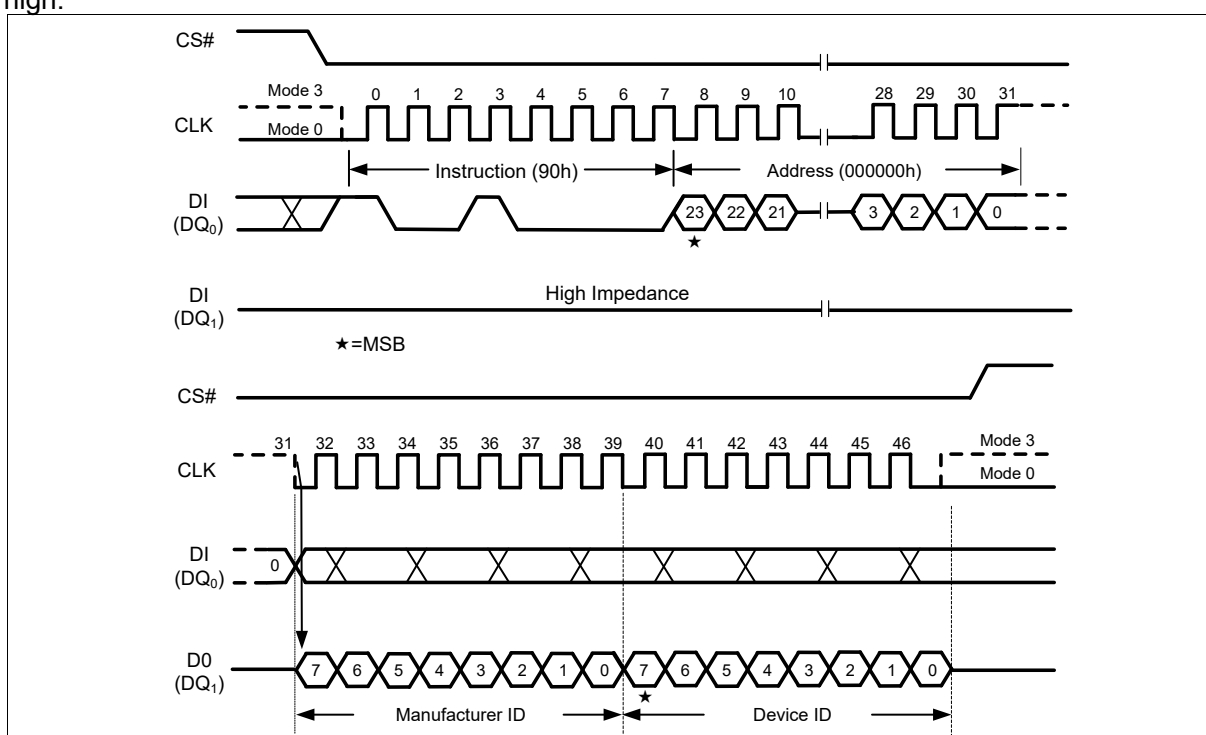 high.
CS#
Mode 3 0 1 2 3 4 5 6 7 8 9 10 28 29 30 31
CLK
Mode 0
Instruction (90h) Address (000000h)
DI
(DQ0) 23 22 21 3 2 1 0
★
DI High Impedance
(DQ1)
★=MSB
CS#
31 32 33 34 35 36 37 38 39 40 41 42 43 44 45 46 Mode 3
CLK
Mode 0
DI
(DQ0) 0
D0 7 6 5 4 3 2 1 0 7 6 5 4 3 2 1 0
(DQ1)
★
Manufacturer ID Device ID